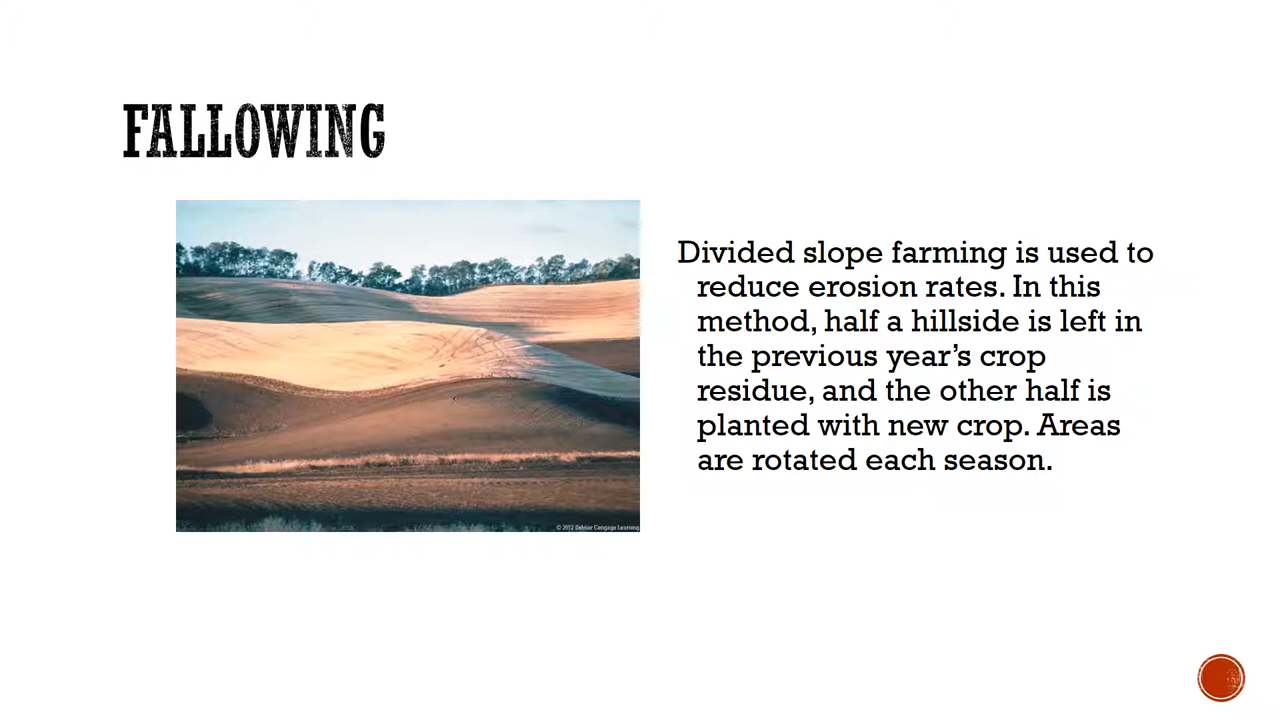 FALLOWING
Divided slope farming is used to
reduce erosion rates. In this
method, half a hillside is left in
the previous year’s crop
residue, and the other half is
planted with new crop. Areas
are rotated each season.
© 2012 Delmar Cengage Learning